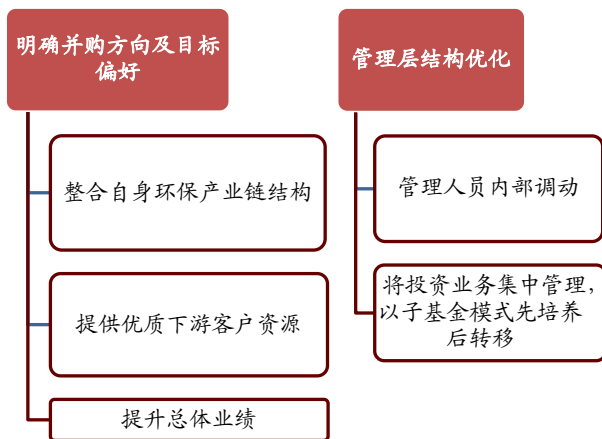 明确并购方向及目标
偏好
整合自身环保产业链结构
提供优质下游客户资源
提升总体业绩
管理层结构优化
管理人员内部调动
将投资业务集中管理，
以子基金模式先培养
后转移